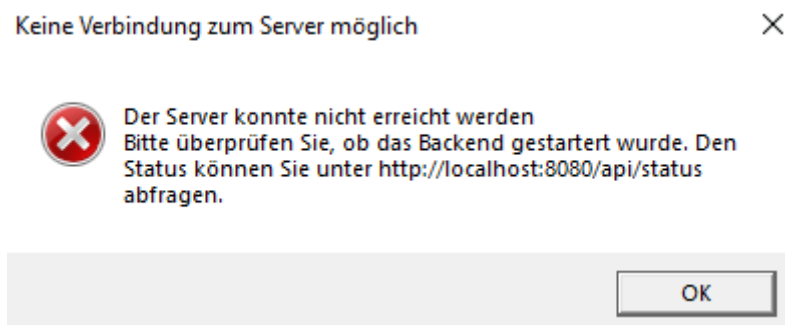 Keine Verbindung zum Server möglich
Der Server konnte nicht erreicht werden
Bitte überprüfen Sie, ob das Backend gestartert wurde. Den
Status können Sie unter http://localhost:8080/api/status
abfragen.
OK